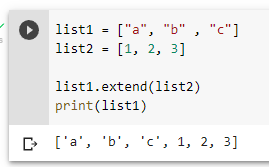 list1 = ["a", "b" , "c"]
list2 = [1, 2, 3]
list1.extend(list2)
print(list1)
['a', 'b', 'c', 1, 2, 3]